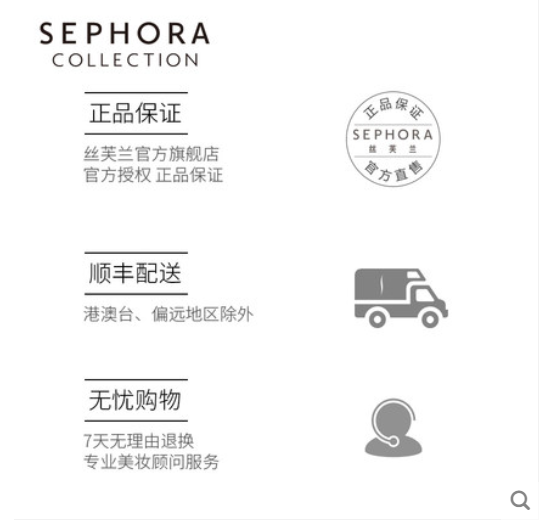 SEPHORA
COLLECTION
正品保证
丝芙兰官方旗舰店
官方授权 正品保证
正品保证
SEPHORA
丝芙兰
官方直售
顺丰配送
港澳台、偏远地区除外
无忧购物
7天无理由退换
专业美妆顾问服务